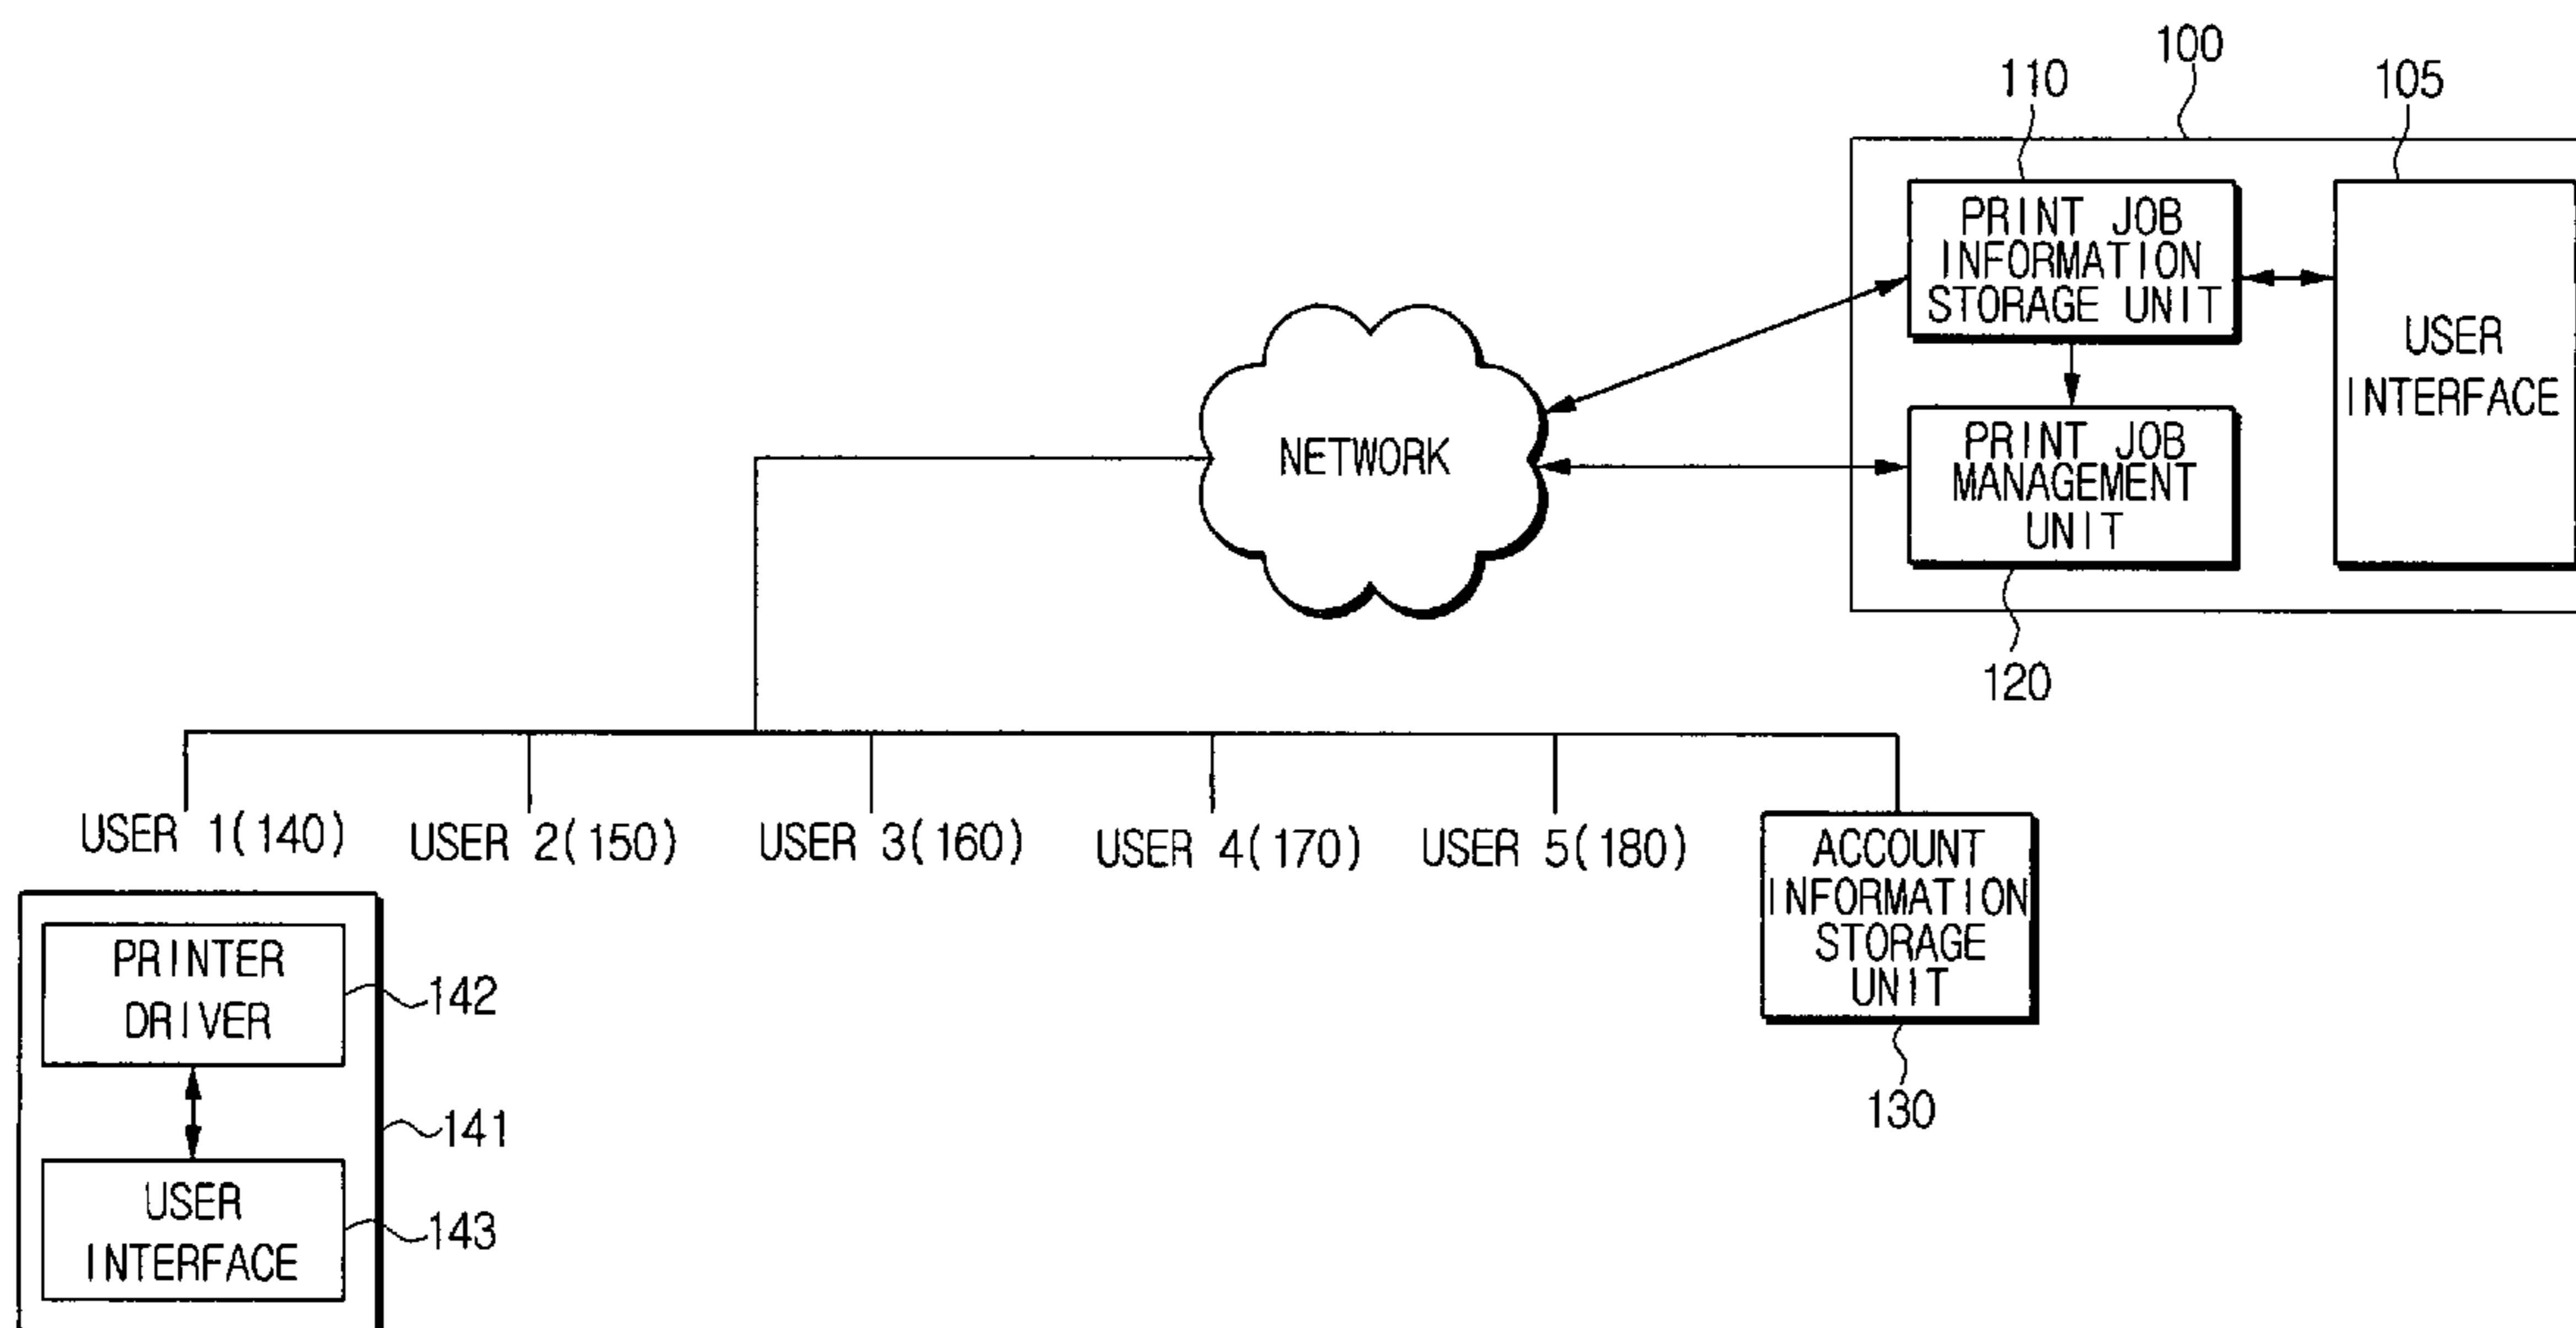 100
110
105
PRINT JOB
INFORMATION
STORAGE UNIT
USER
INTERFACE
PRINT JOB
MANAGEMENT
UNIT
NETWORK
120
USER 1(140)
USER 2(150)
USER 3(160)
USER 4(170)
USER 5(180)
ACCOUNT
INFORMATION
STORAGE
UNIT
130
PRINTER
DRIVER
142
141
USER
INTERFACE
143